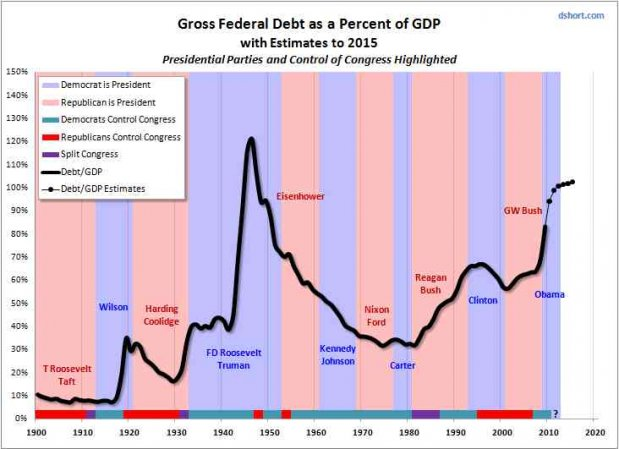 dshort.com
Gross Federal Debt as a Percent of GDP
with Estimates to 2015
Presidential Parties and Control of Congress Highlighted
150%
140%
130%
120%
110%
100%
90%
80%
70%
60%
50%
40%
30%
20%
10%
0%
Democrat is President
Republican is President
Democrats Control Congress
Republicans Control Congress
Split Congress
Debt/GDP
Debt/GDP Estimates
T Roosevelt
Taft
Wilson
Harding
Coolidge
FD Roosevelt
Truman
Eisenhower
Kennedy
Johnson
Nixon
Ford
Carter
Reagan
Bush
Clinton
GW Bush
Obama
?
1900 1910 1920 1930 1940 1950 1960 1970 1980 1990 2000 2010 2020